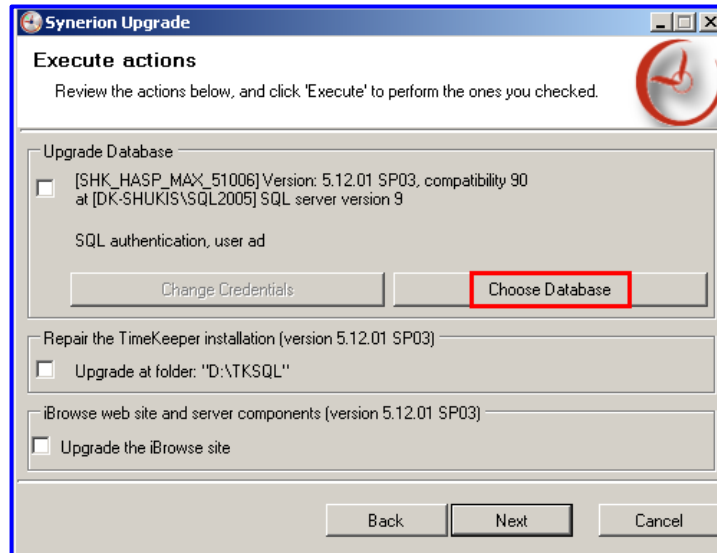 Synerion Upgrade
Execute actions
Review the actions below, and click 'Execute' to perform the ones you checked.
Upgrade Database
[SHK_HASP_MAX_51006] Version: 5.12.01 SP03, compatibility 90
at [DK-SHUKIS\SQL2005] SQL server version 9
SQL authentication, user ad
Change Credentials
Choose Database
Repair the TimeKeeper installation (version 5.12.01 SP03)
Upgrade at folder: "D:\TKSQL"
iBrowse web site and server components (version 5.12.01 SP03)
Upgrade the iBrowse site
Back
Next
Cancel